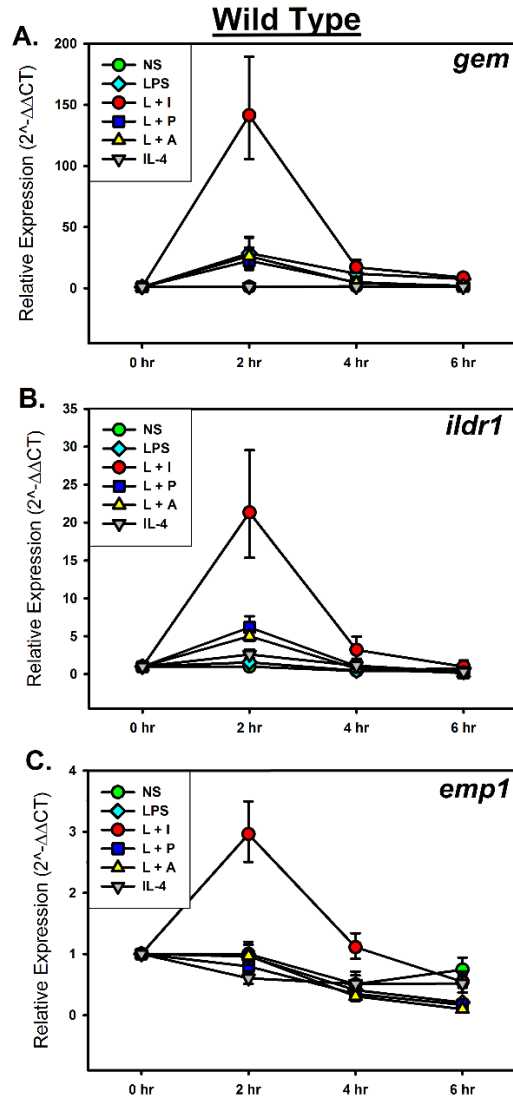 Wild Type
A.
gem
Relative Expression (2^-ΔΔCT)
200
150
100
50
0
NS
LPS
L + I
L + P
L + A
IL-4
0 hr 2 hr 4 hr 6 hr
B.
ildr1
Relative Expression (2^-ΔΔCT)
35
30
25
20
15
10
5
0
NS
LPS
L + I
L + P
L + A
IL-4
0 hr 2 hr 4 hr 6 hr
C.
emp1
Relative Expression (2^-ΔΔCT)
4
3
2
1
0
NS
LPS
L + I
L + P
L + A
IL-4
0 hr 2 hr 4 hr 6 hr